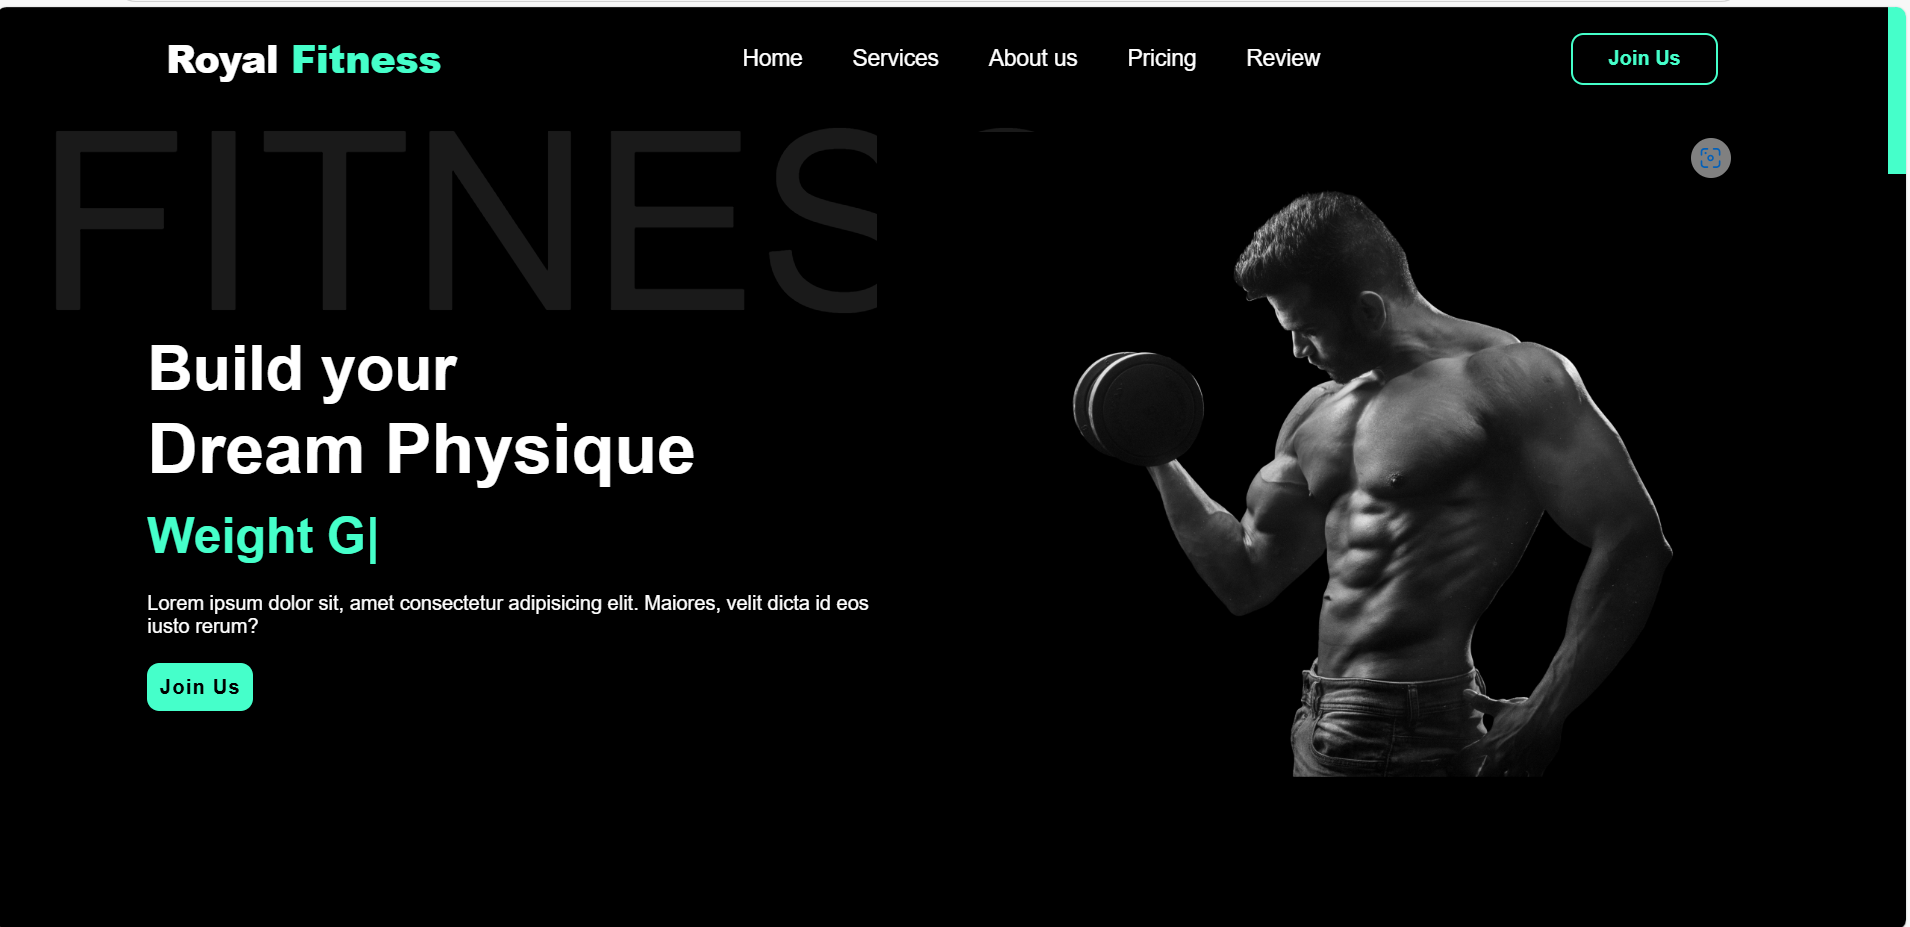 Royal Fitness
Home Services About us Pricing Review
Join Us
FITNES
Build your
Dream Physique
Weight G|
Lorem ipsum dolor sit, amet consectetur adipisicing elit. Maiores, velit dicta id eos
iusto rerum?
Join Us